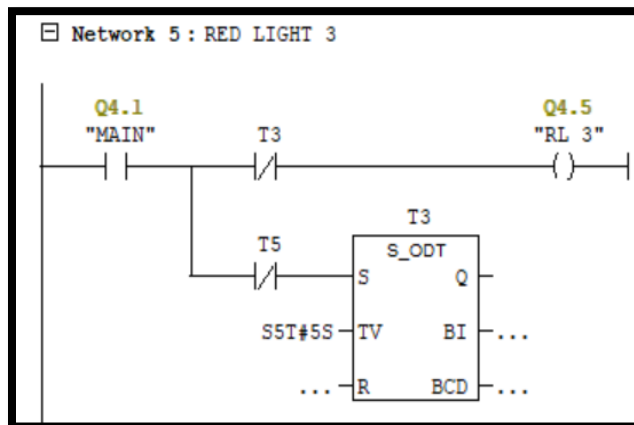 Network 5 : RED LIGHT 3
Q4.1 Q4.5
"MAIN" T3 "RL 3"
T3
T5 S_ODT
S Q
S5T#5S TV BI ...
... R BCD ...